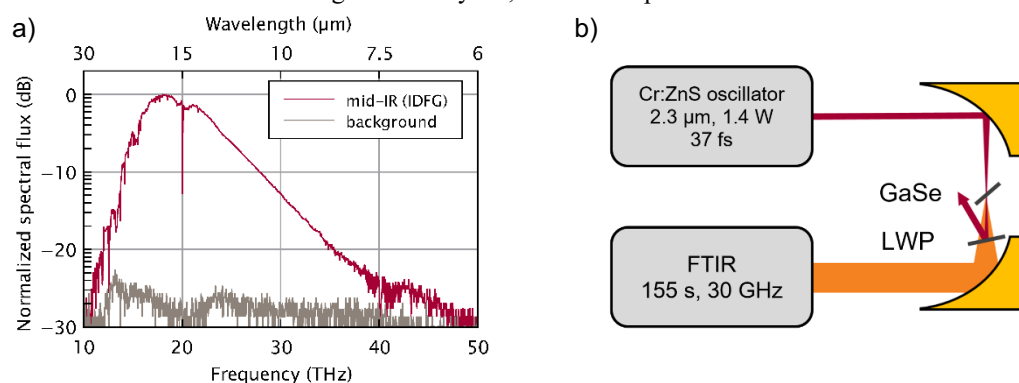 a)
Wavelength (µm)
30 15 10 7.5 6
Normalized spectral flux (dB)
0
−10
−20
−30
mid-IR (IDFG)
background
10 20 30 40 50
Frequency (THz)
b)
Cr:ZnS oscillator
2.3 µm, 1.4 W
37 fs
GaSe
LWP
FTIR
155 s, 30 GHz